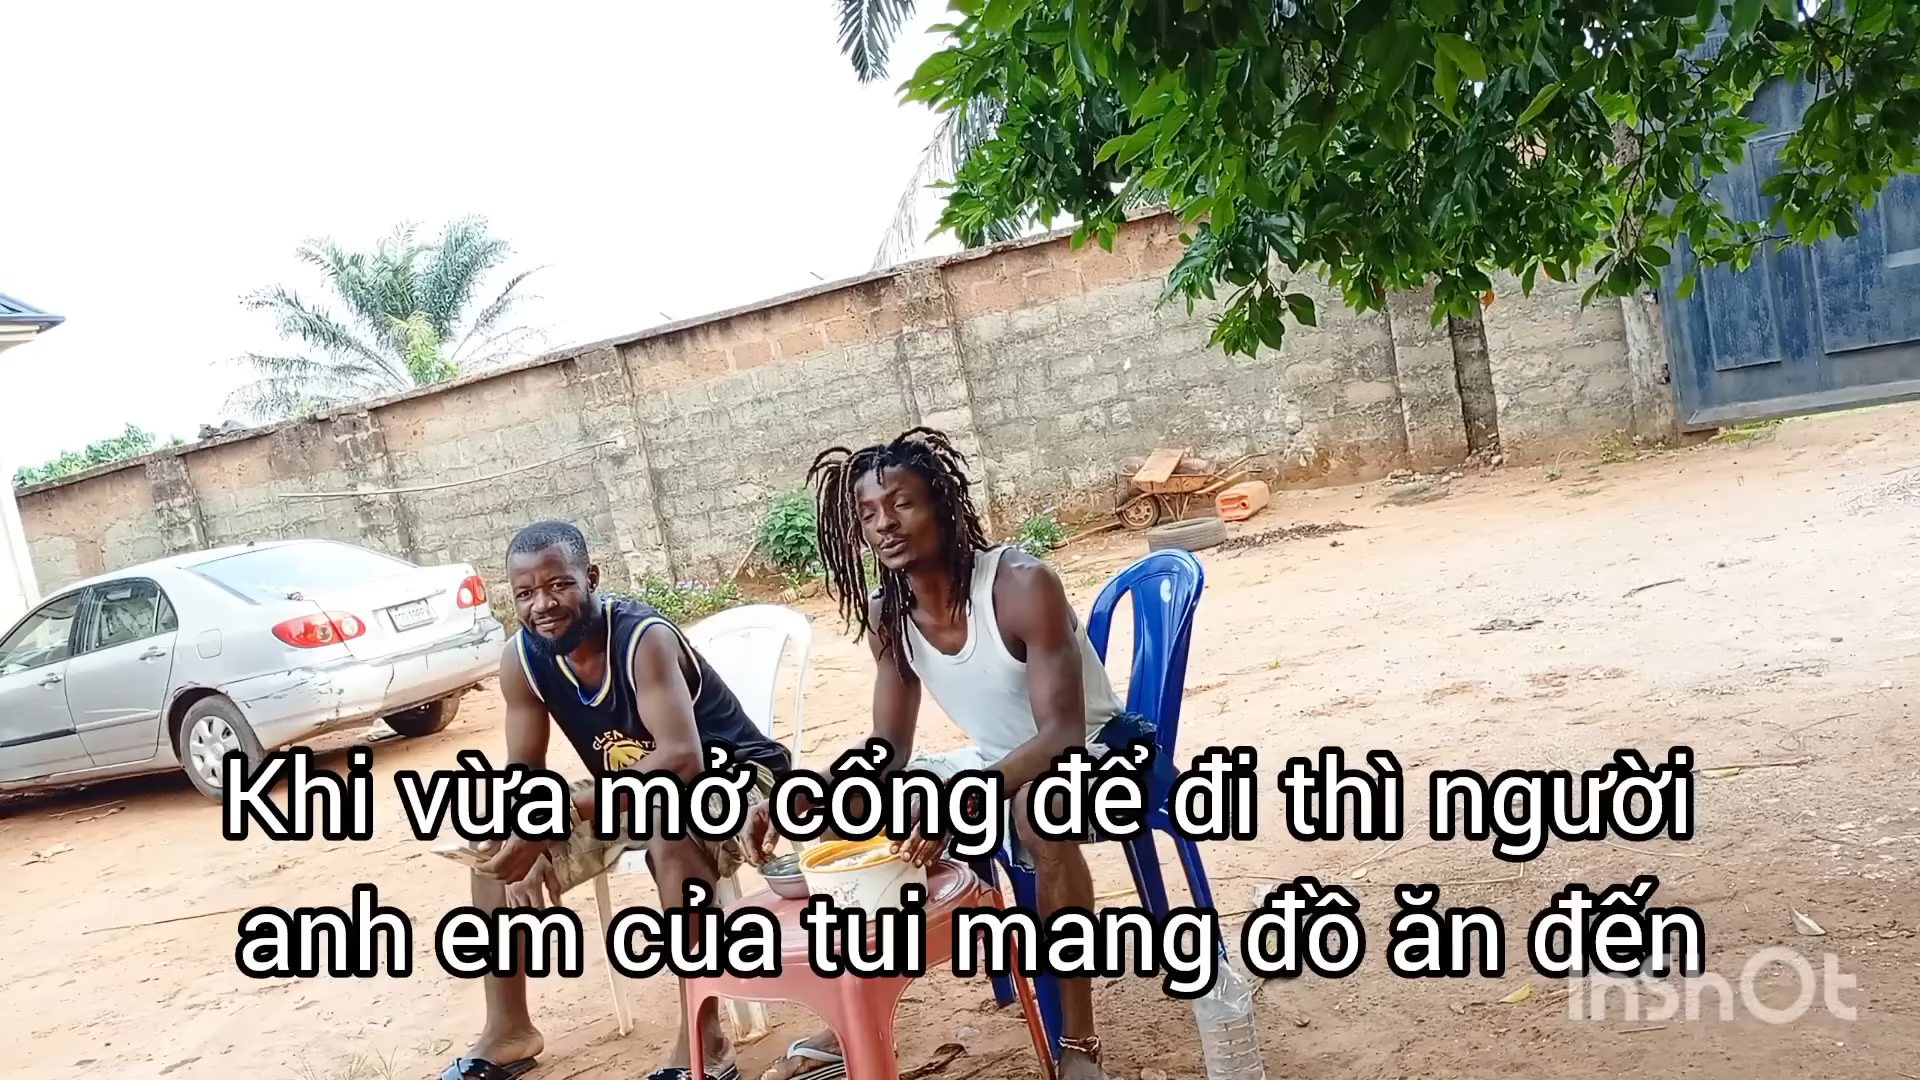 Khi vừa mở cổng để đi thì người
anh em của tui mang đồ ăn đến
InShOt